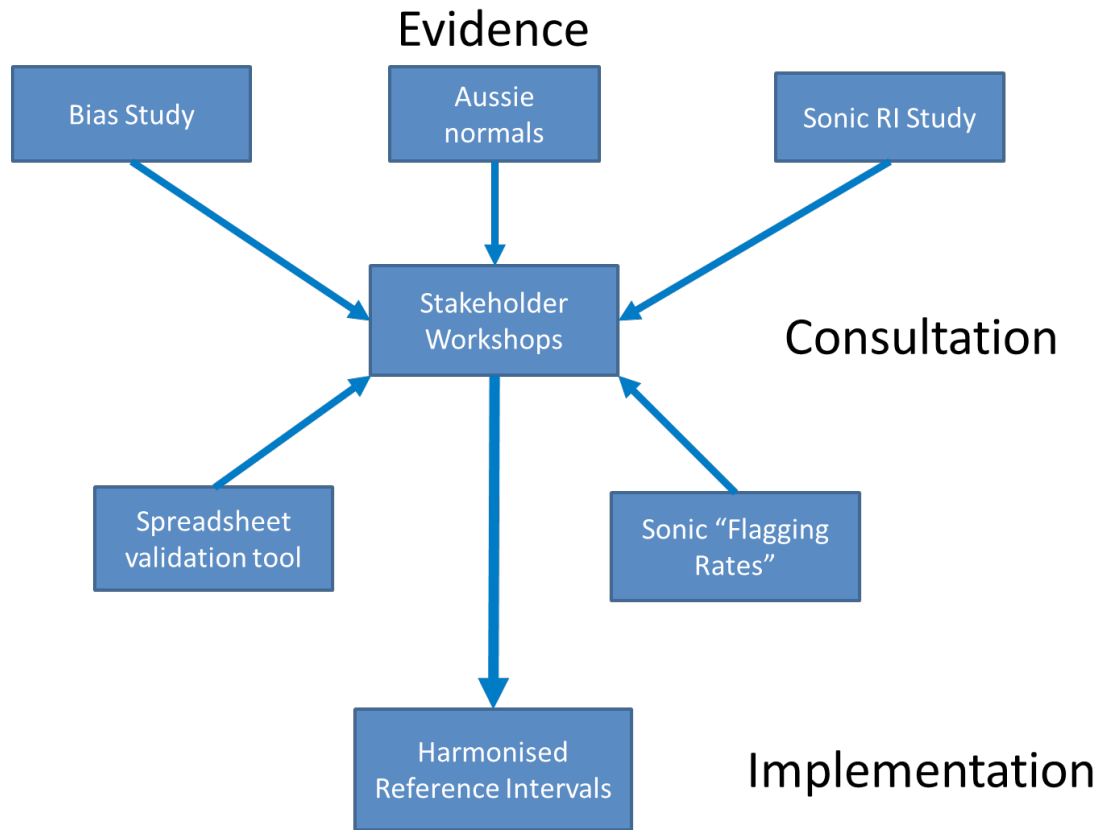 Evidence
Bias Study
Aussie
normals
Sonic RI Study
Stakeholder
Workshops
Consultation
Spreadsheet
validation tool
Sonic “Flagging
Rates”
Harmonised
Reference Intervals
Implementation